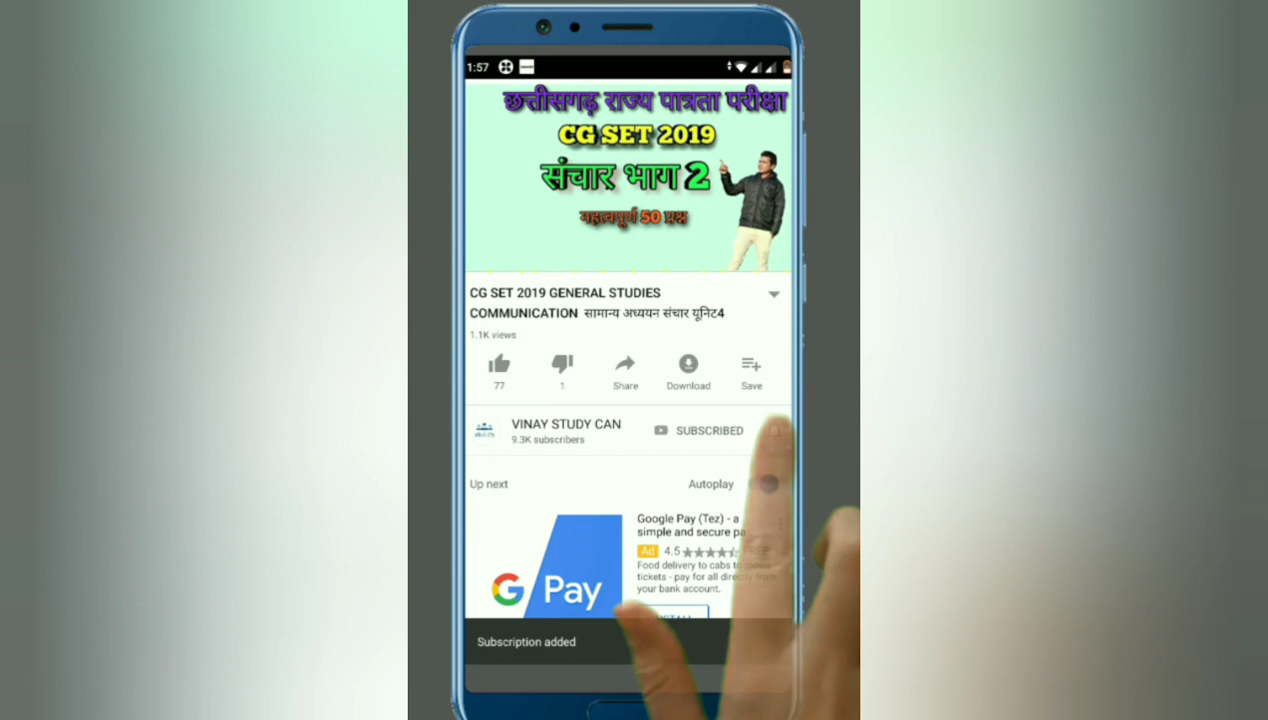 1:57
छत्तीसगढ़ राज्य पात्रता परीक्षा
CG SET 2019
संचार भाग 2
महत्वपूर्ण 50 प्रश्न
CG SET 2019 GENERAL STUDIES
COMMUNICATION सामान्य अध्ययन संचार यूनिट4
1.1K views
77
1
Share
Download
Save
VINAY STUDY CAN
9.3K subscribers
SUBSCRIBED
Up next
Autoplay
Google Pay (Tez) - a
simple and secure pa
Ad 4.5 FREE
Food delivery to cabs to movie
tickets - pay for all directly from
your bank account.
G Pay
INSTALL
Subscription added